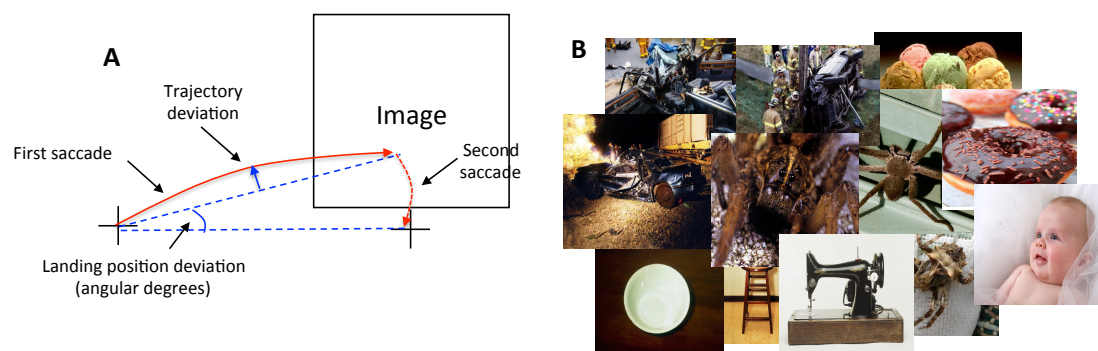 A
Trajectory
deviation
Image
First saccade
Second
saccade
Landing position deviation
(angular degrees)
B